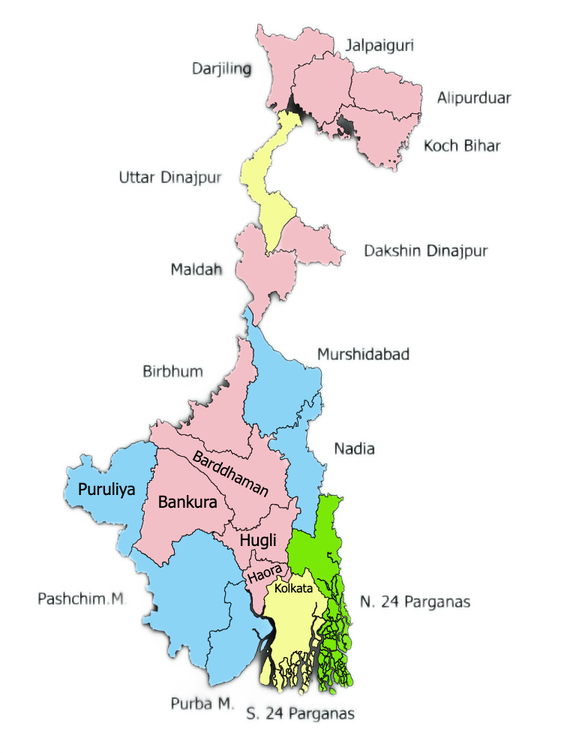 Jalpaiguri
Darjiling
Alipurduar
Koch Bihar
Uttar Dinajpur
Dakshin Dinajpur
Maldah
Murshidabad
Birbhum
Nadia
Barddhaman
Puruliya
Bankura
Hugli
Haora
Kolkata
Pashchim.M.
N. 24 Parganas
Purba M.
S. 24 Parganas